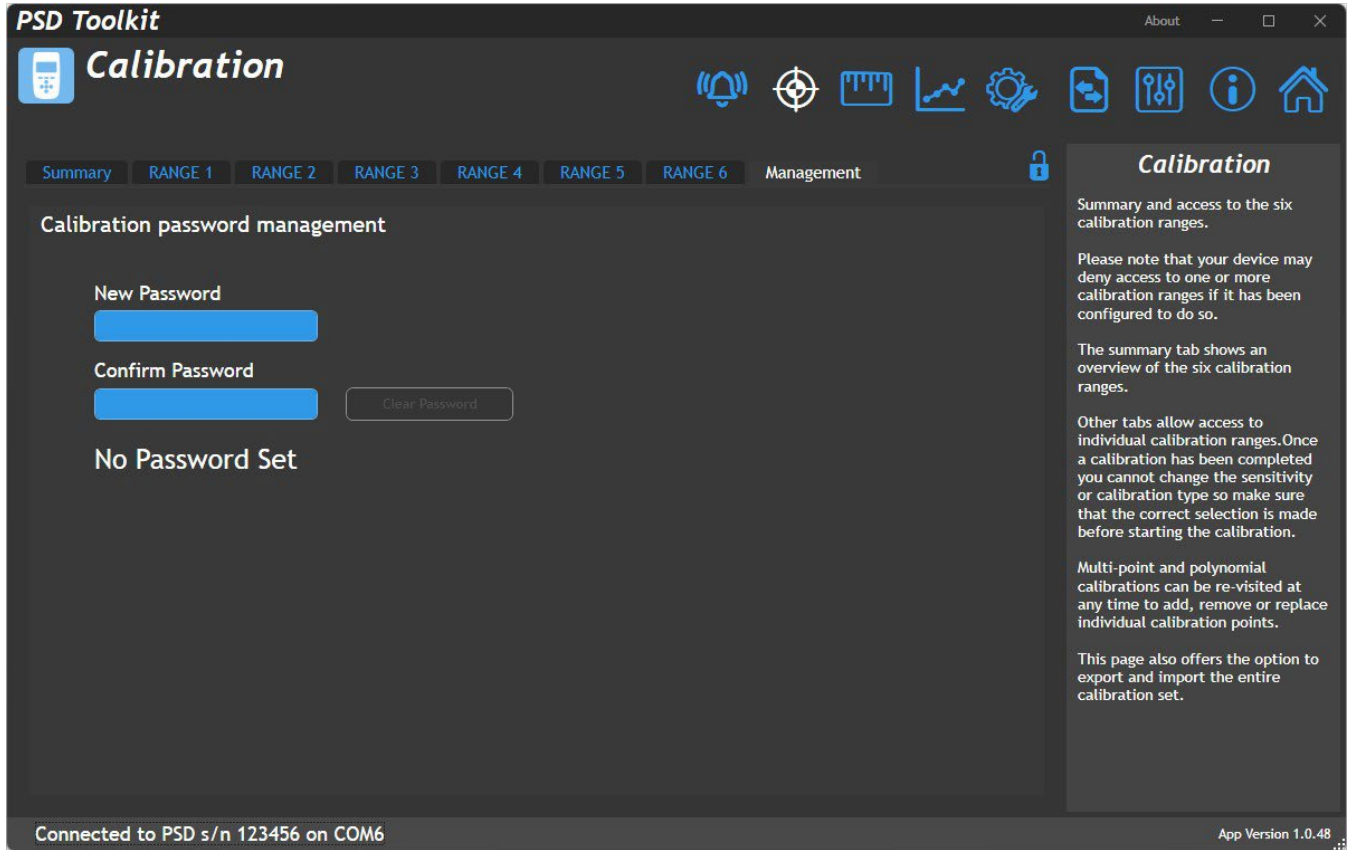 PSD Toolkit
About
Calibration
Summary RANGE 1 RANGE 2 RANGE 3 RANGE 4 RANGE 5 RANGE 6 Management
Calibration password management
New Password
Confirm Password
Clear Password
No Password Set
Calibration
Summary and access to the six
calibration ranges.
Please note that your device may
deny access to one or more
calibration ranges if it has been
configured to do so.
The summary tab shows an
overview of the six calibration
ranges.
Other tabs allow access to
individual calibration ranges.Once
a calibration has been completed
you cannot change the sensitivity
or calibration type so make sure
that the correct selection is made
before starting the calibration.
Multi-point and polynomial
calibrations can be re-visited at
any time to add, remove or replace
individual calibration points.
This page also offers the option to
export and import the entire
calibration set.
Connected to PSD s/n 123456 on COM6
App Version 1.0.48